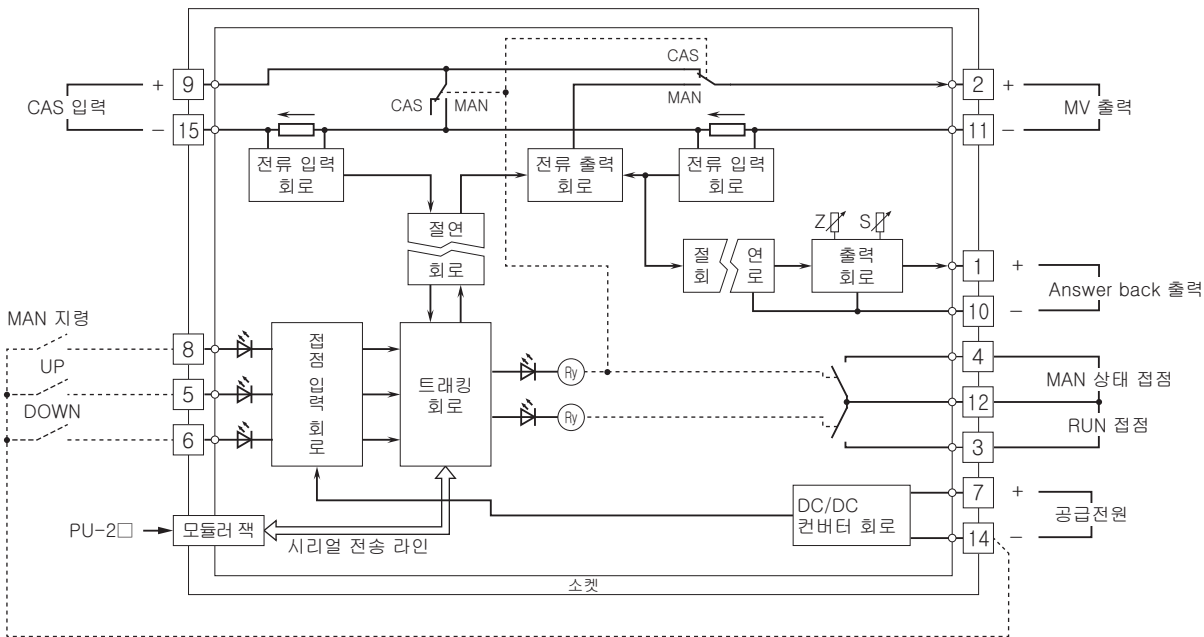 CAS
+ 9 2 +
CAS 입력 CAS MAN MAN MV 출력
− 15 11 −
전류 입력 회로
전류 출력 회로
전류 입력 회로
절연 회로
Z S
절연 회로
출력 회로
1 +
Answer back 출력
10 −
MAN 지령
8
UP
5
DOWN
6
접점 입력 회로
트래킹 회로
Ry
Ry
4
MAN 상태 접점
12
RUN 접점
3
DC/DC 컨버터 회로
7 +
공급전원
14 −
PU-2□
모듈러 잭
시리얼 전송 라인
소켓